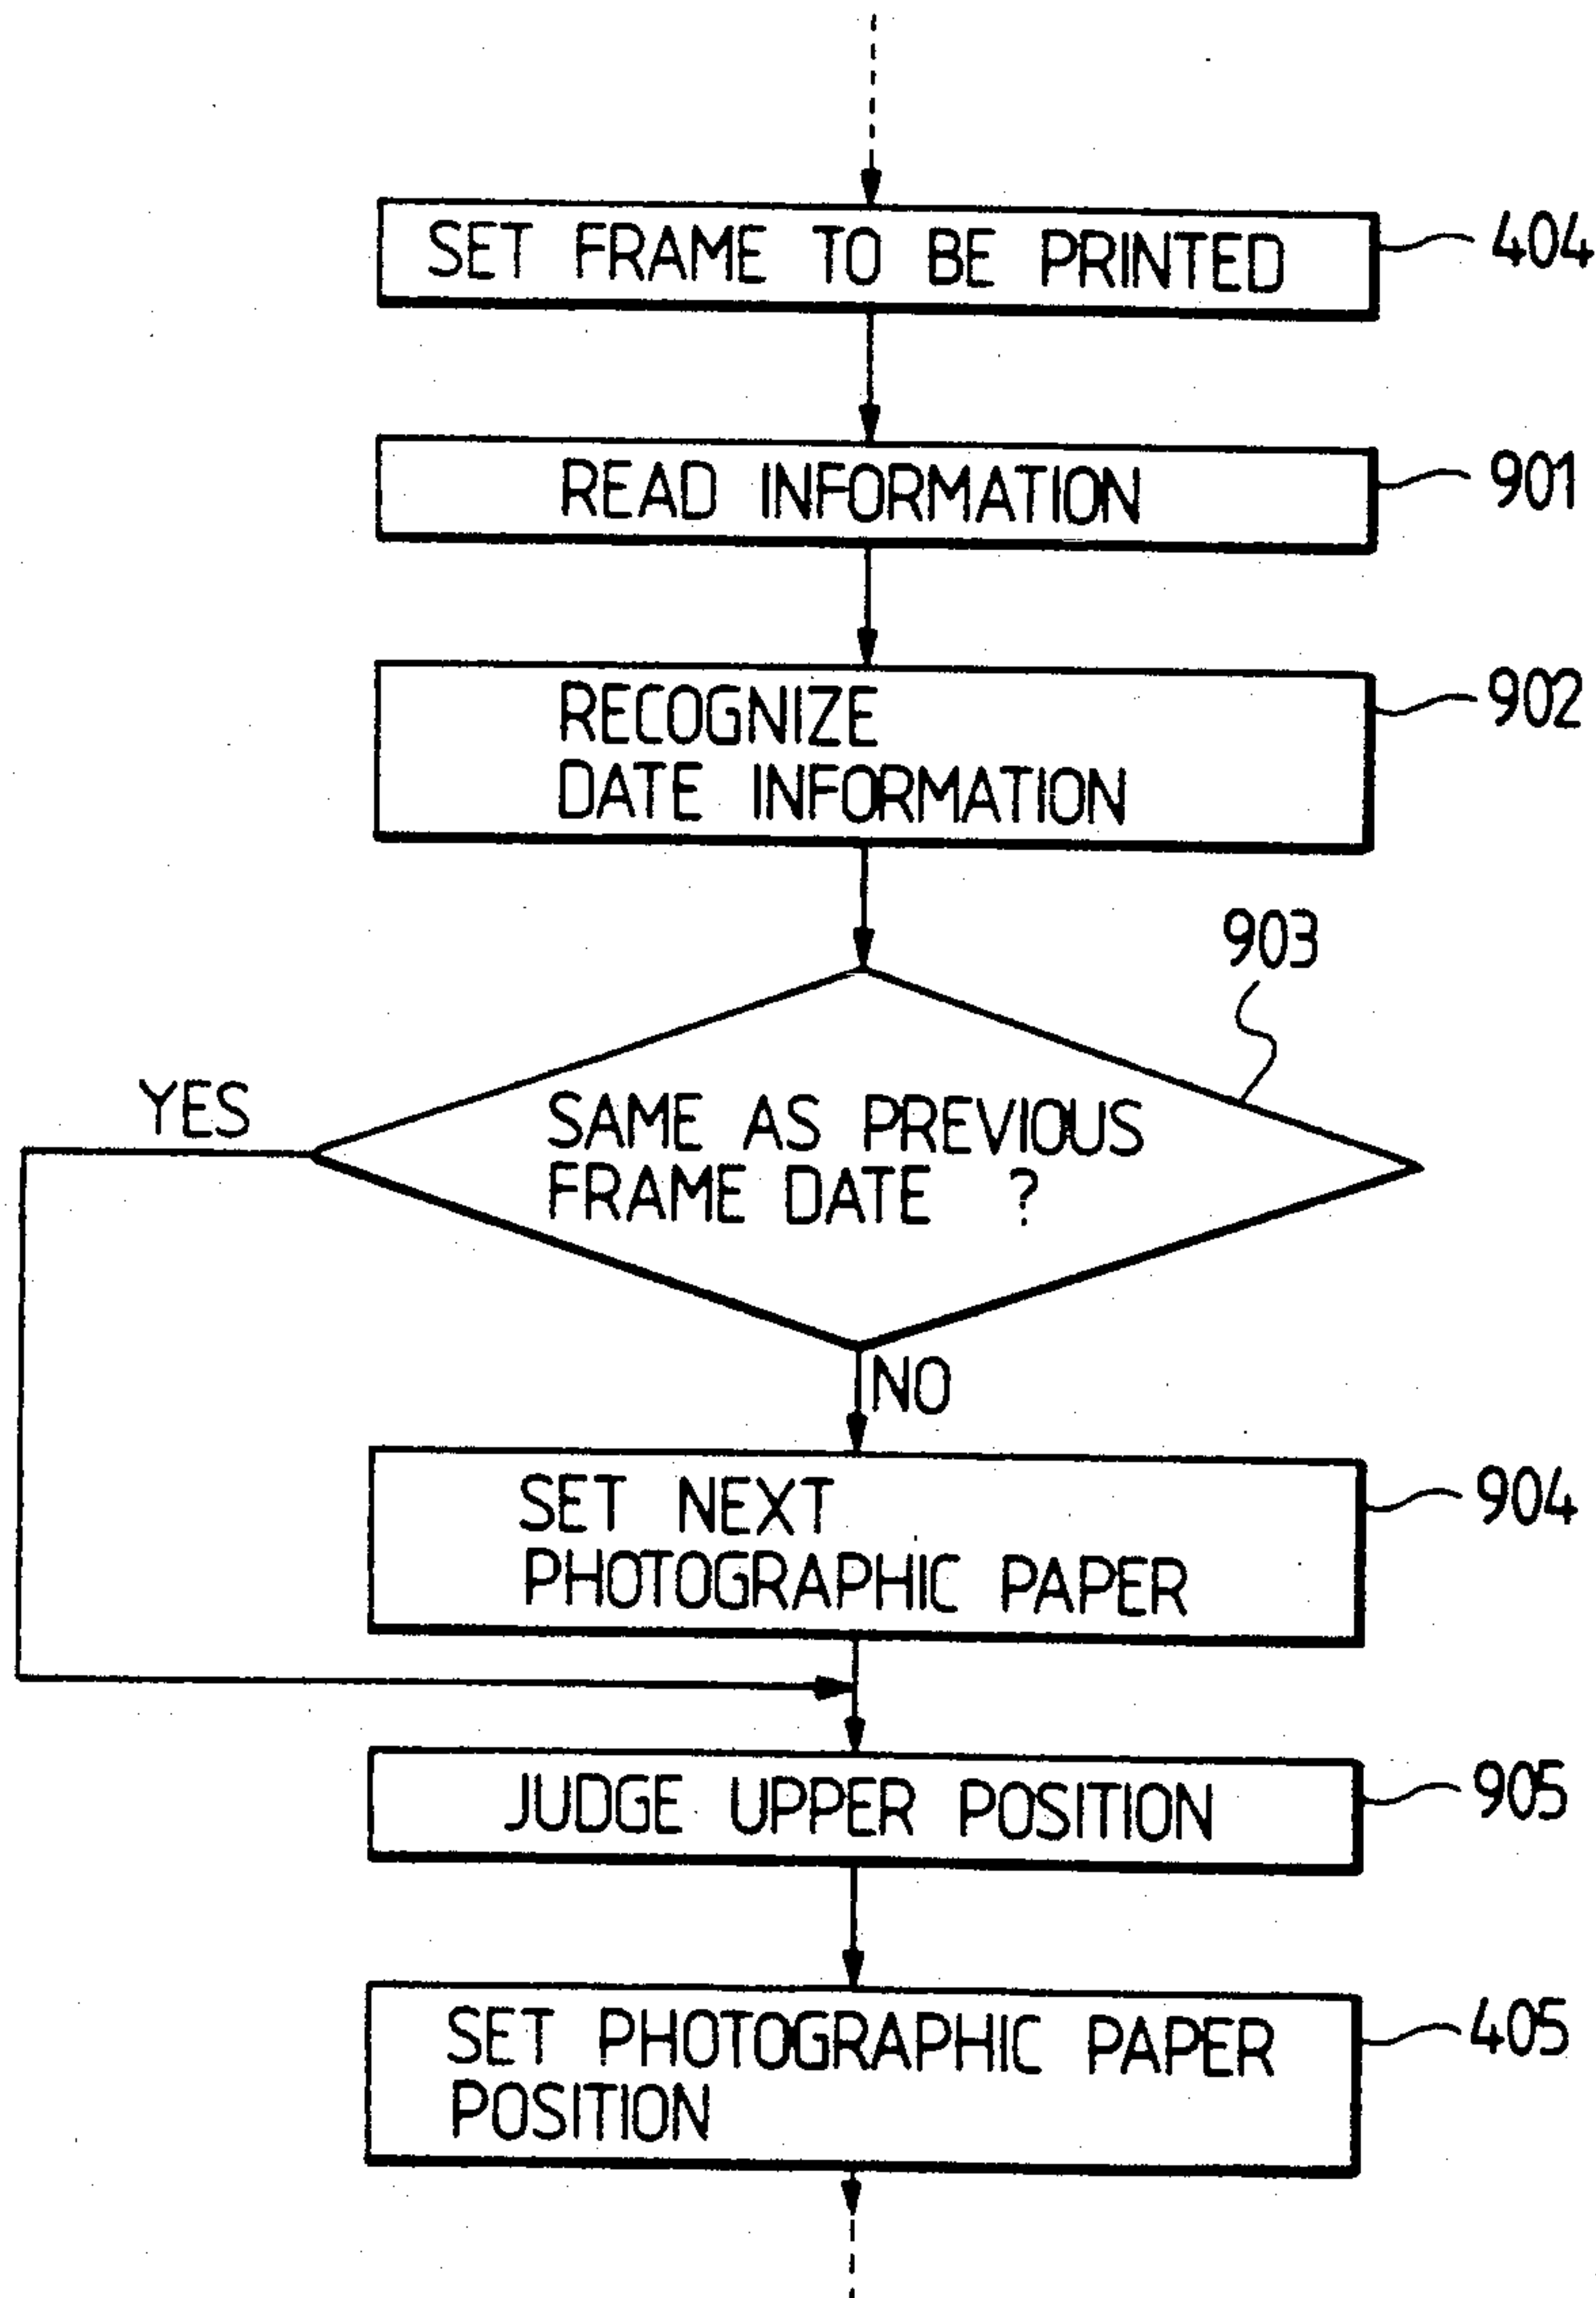 SET FRAME TO BE PRINTED
404
READ INFORMATION
901
RECOGNIZE
DATE INFORMATION
902
903
YES
SAME AS PREVIOUS
FRAME DATE ?
NO
SET NEXT
PHOTOGRAPHIC PAPER
904
JUDGE UPPER POSITION
905
SET PHOTOGRAPHIC PAPER
POSITION
405